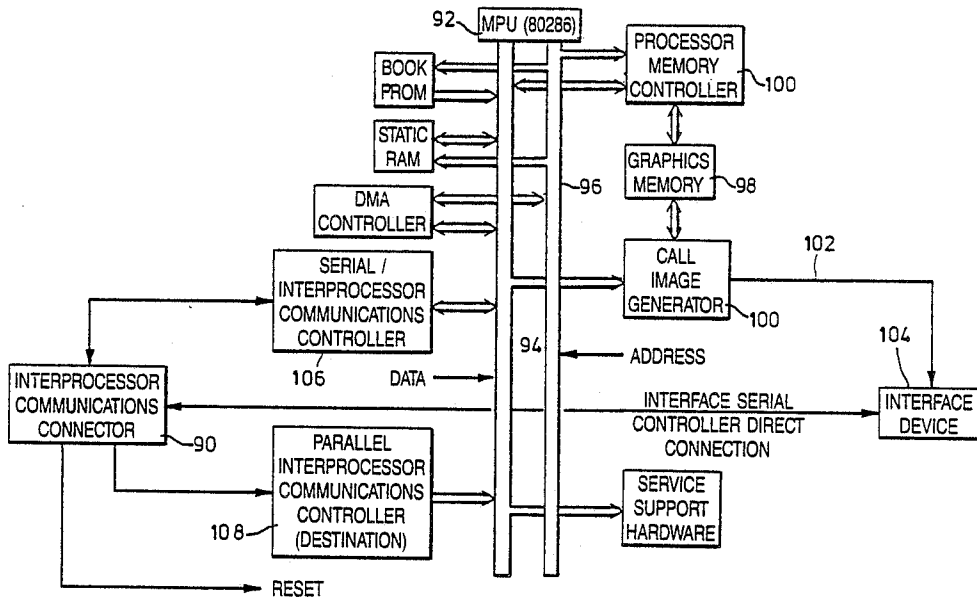 92
MPU (80286)
BOOK
PROM
PROCESSOR
MEMORY
CONTROLLER
100
STATIC
RAM
GRAPHICS
MEMORY
98
96
DMA
CONTROLLER
SERIAL /
INTERPROCESSOR
COMMUNICATIONS
CONTROLLER
106
CALL
IMAGE
GENERATOR
100
102
94
ADDRESS
DATA
104
INTERPROCESSOR
COMMUNICATIONS
CONNECTOR
90
INTERFACE SERIAL
CONTROLLER DIRECT
CONNECTION
INTERFACE
DEVICE
PARALLEL
INTERPROCESSOR
COMMUNICATIONS
CONTROLLER
(DESTINATION)
108
SERVICE
SUPPORT
HARDWARE
RESET